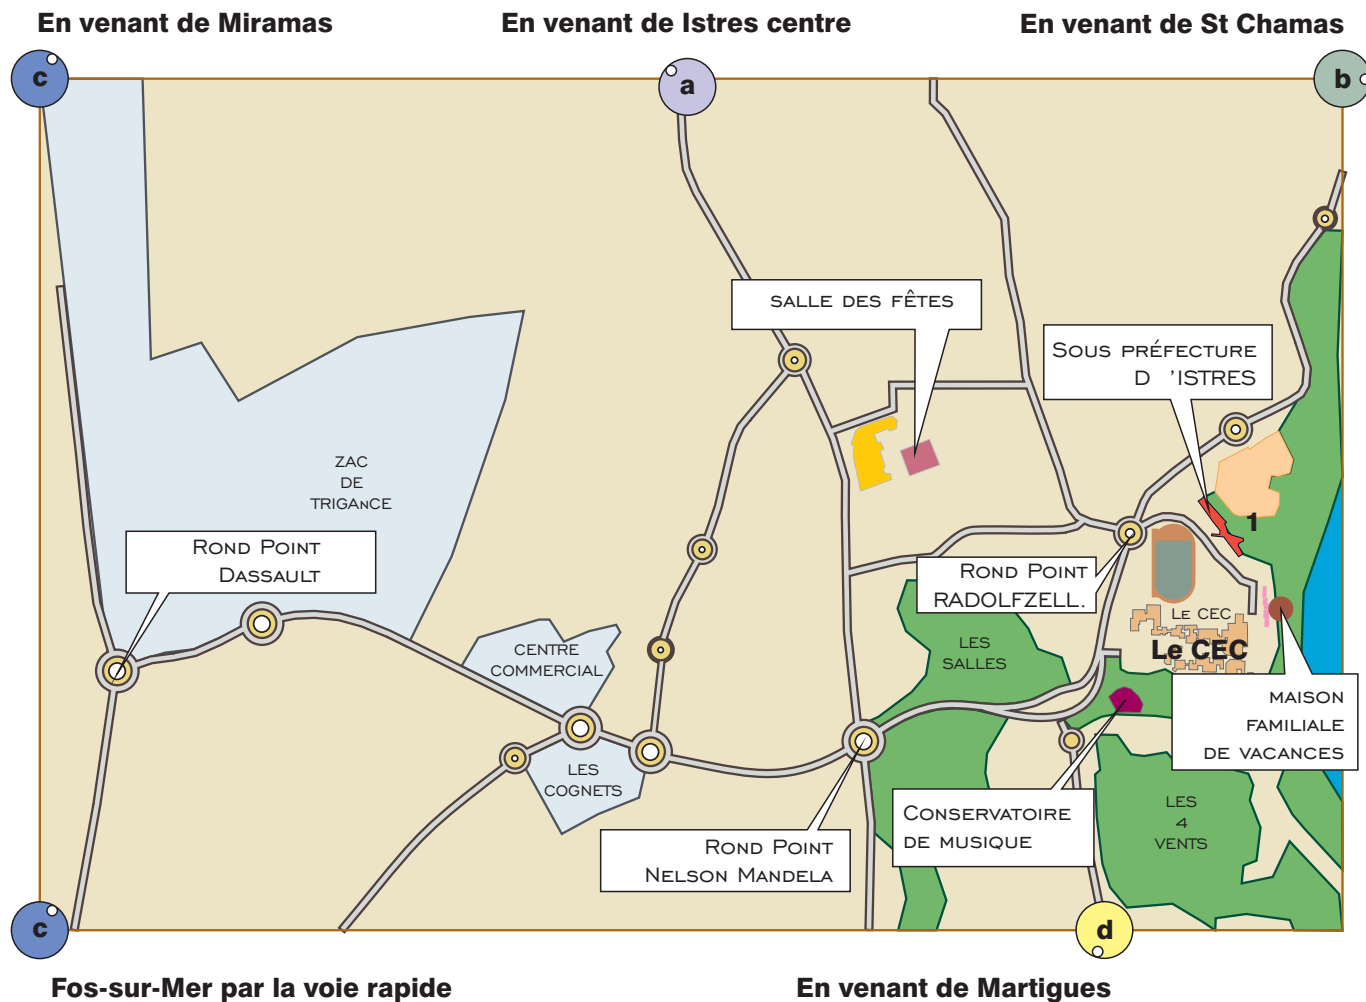 En venant de Miramas
En venant de Istres centre
En venant de St Chamas
c
a
b
SALLE DES FÊTES
SOUS PRÉFECTURE
D 'ISTRES
ZAC
DE
TRIGANCE
1
ROND POINT
DASSAULT
ROND POINT
RADOLFZELL.
LE CEC
Le CEC
LES
SALLES
CENTRE
COMMERCIAL
MAISON
FAMILIALE
DE VACANCES
LES
COGNETS
CONSERVATOIRE
DE MUSIQUE
LES
4
VENTS
ROND POINT
NELSON MANDELA
c
d
Fos-sur-Mer par la voie rapide
En venant de Martigues